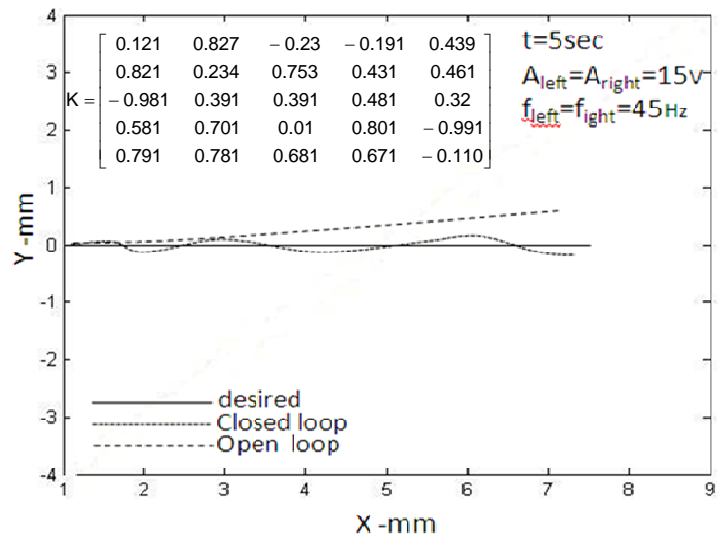 0.121 0.827 − 0.23 − 0.191 0.439
0.821 0.234 0.753 0.431 0.461
K = − 0.981 0.391 0.391 0.481 0.32
0.581 0.701 0.01 0.801 − 0.991
0.791 0.781 0.681 0.671 − 0.110
t=5sec
Aleft=Aright=15v
fleft=fight=45Hz
4
3
2
1
0
-1
-2
-3
-4
Y -mm
desired
Closed loop
Open loop
1 2 3 4 5 6 7 8 9
X -mm